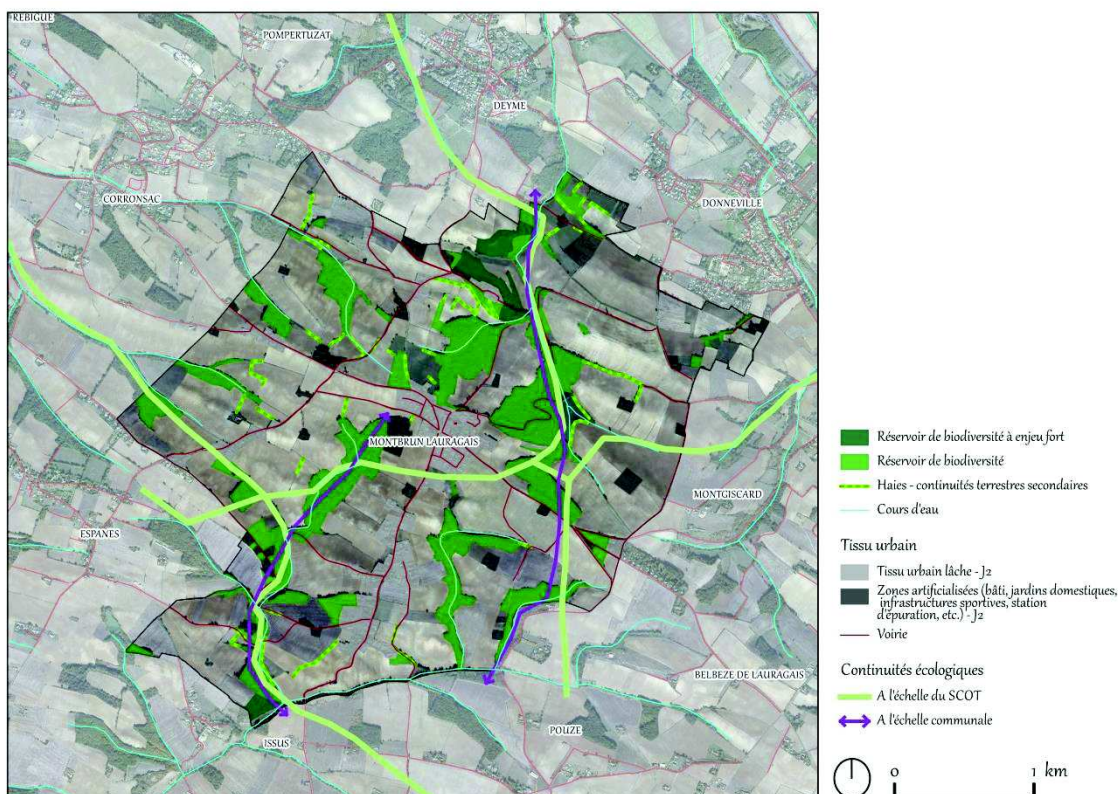 REBIGUE
POMPERTUZAT
DEYME
CORRONSAC
DONNEVILLE
MONTBRUN LAURAGAIS
MONTGISCARD
ESPANES
BELBEZE DE LAURAGAIS
POUZE
ISSUS
Réservoir de biodiversité à enjeu fort
Réservoir de biodiversité
Haies - continuités terrestres secondaires
Cours d'eau
Tissu urbain
Tissu urbain lâche - J2
Zones artificialisées (bâti, jardins domestiques,
infrastructures sportives, station
d'épuration, etc.) - J2
Voirie
Continuités écologiques
A l'échelle du SCOT
A l'échelle communale
0 1 km